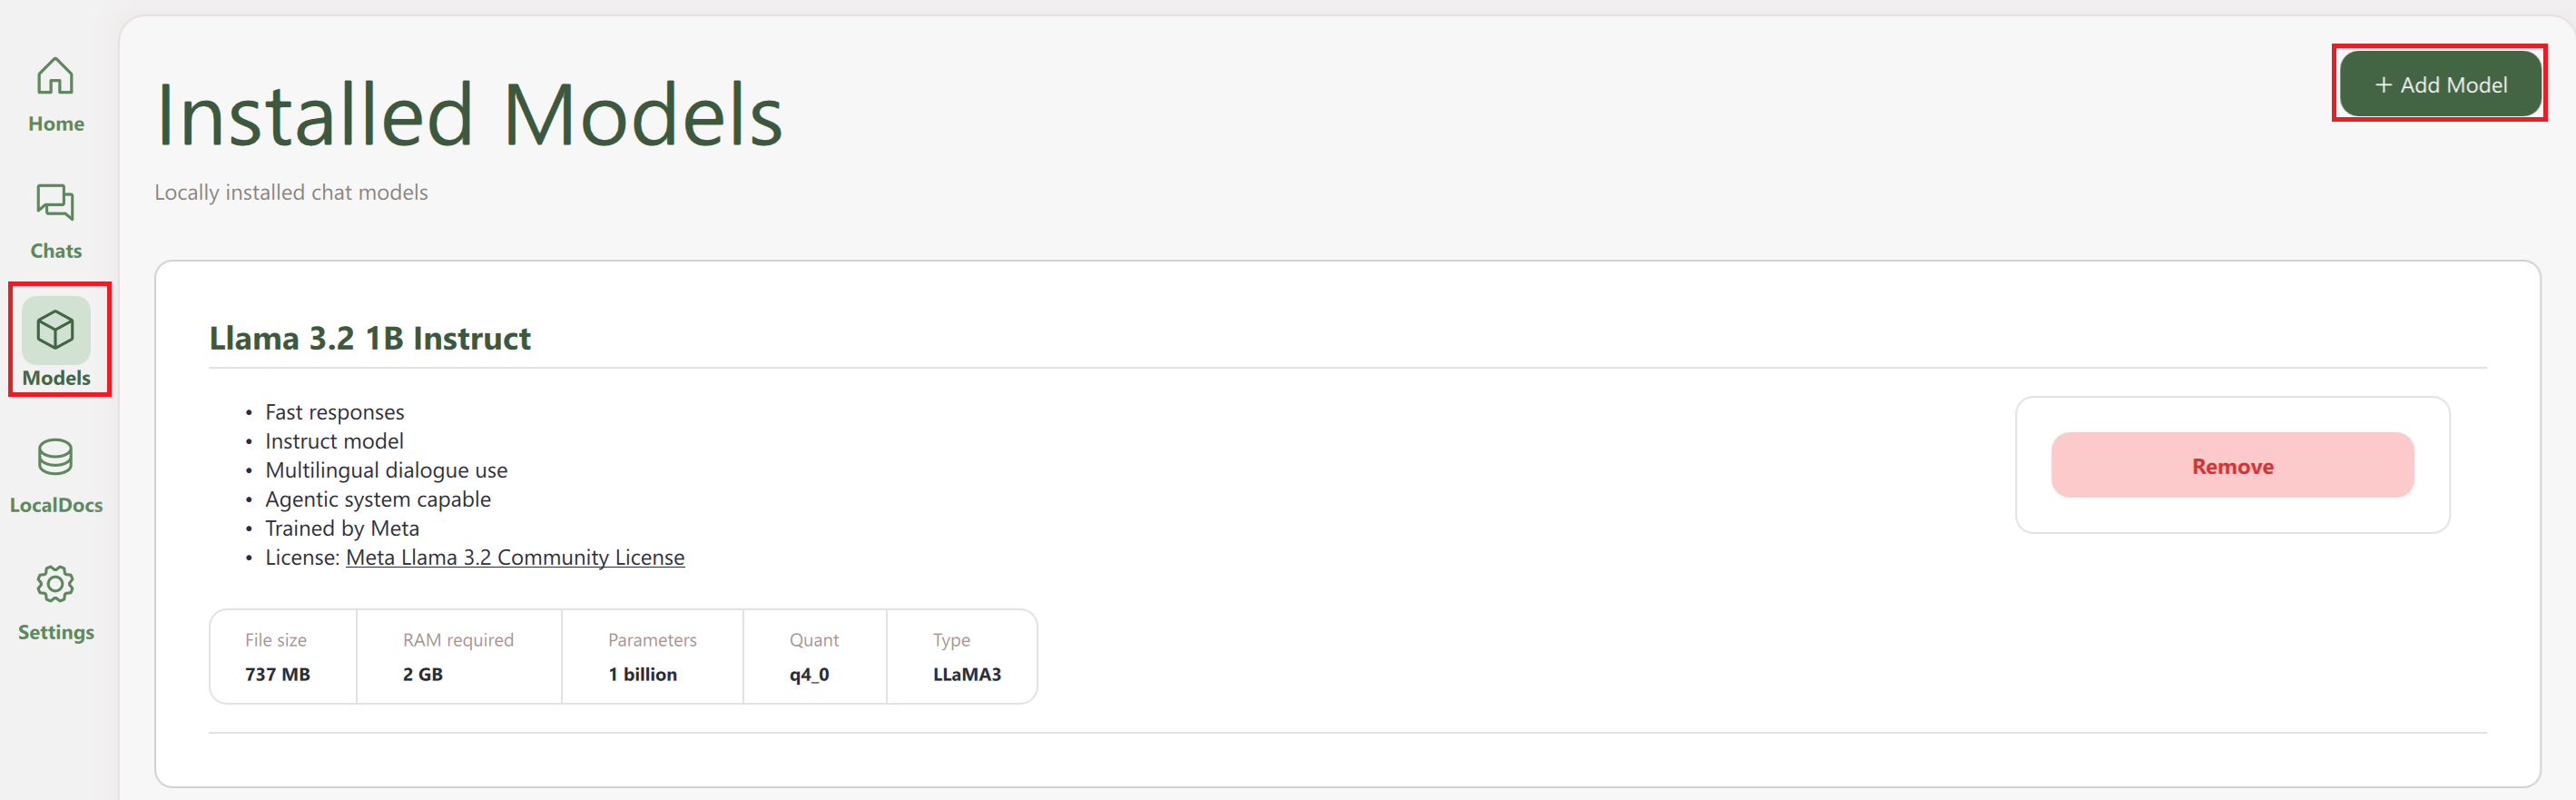 Home
Chats
Models
LocalDocs
Settings
Installed Models
+ Add Model
Locally installed chat models
Llama 3.2 1B Instruct
• Fast responses
• Instruct model
• Multilingual dialogue use
• Agentic system capable
• Trained by Meta
• License: Meta Llama 3.2 Community License
Remove
File size RAM required Parameters Quant Type
737 MB 2 GB 1 billion q4_0 LLaMA3